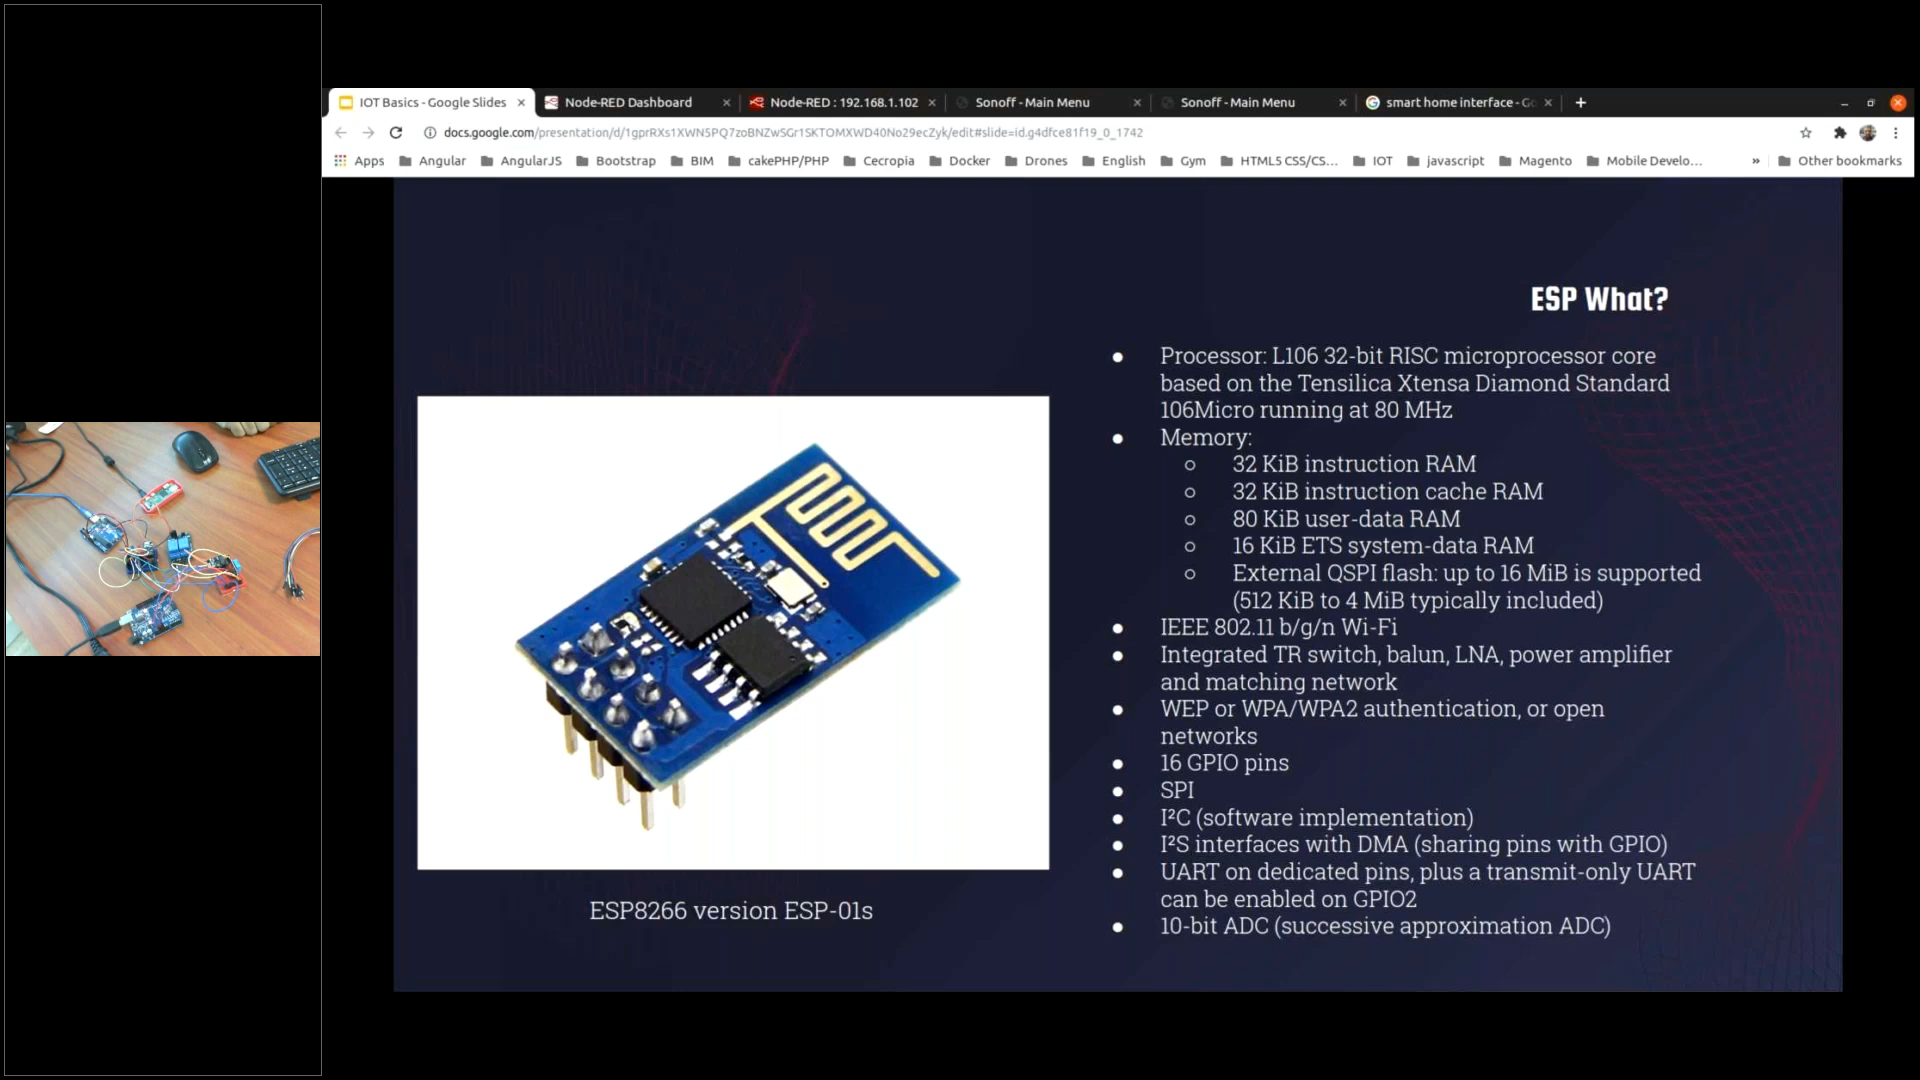 IOT Basics - Google Slides
Node-RED Dashboard
Node-RED : 192.168.1.102
Sonoff - Main Menu
Sonoff - Main Menu
smart home interface - Go
docs.google.com/presentation/d/1gprRXs1XWN5PQ7zoBNZwSGr1SKTOMXWD40No29ecZyk/edit#slide=id.g4dfce81f19_0_1742
Apps Angular AngularJS Bootstrap BIM cakePHP/PHP Cecropia Docker Drones English Gym HTML5 CSS/CS... IOT javascript Magento Mobile Develo... » Other bookmarks
ESP What?
● Processor: L106 32-bit RISC microprocessor core
based on the Tensilica Xtensa Diamond Standard
106Micro running at 80 MHz
● Memory:
○ 32 KiB instruction RAM
○ 32 KiB instruction cache RAM
○ 80 KiB user-data RAM
○ 16 KiB ETS system-data RAM
○ External QSPI flash: up to 16 MiB is supported
(512 KiB to 4 MiB typically included)
● IEEE 802.11 b/g/n Wi-Fi
● Integrated TR switch, balun, LNA, power amplifier
and matching network
● WEP or WPA/WPA2 authentication, or open
networks
● 16 GPIO pins
● SPI
● I²C (software implementation)
● I²S interfaces with DMA (sharing pins with GPIO)
● UART on dedicated pins, plus a transmit-only UART
can be enabled on GPIO2
● 10-bit ADC (successive approximation ADC)
ESP8266 version ESP-01s